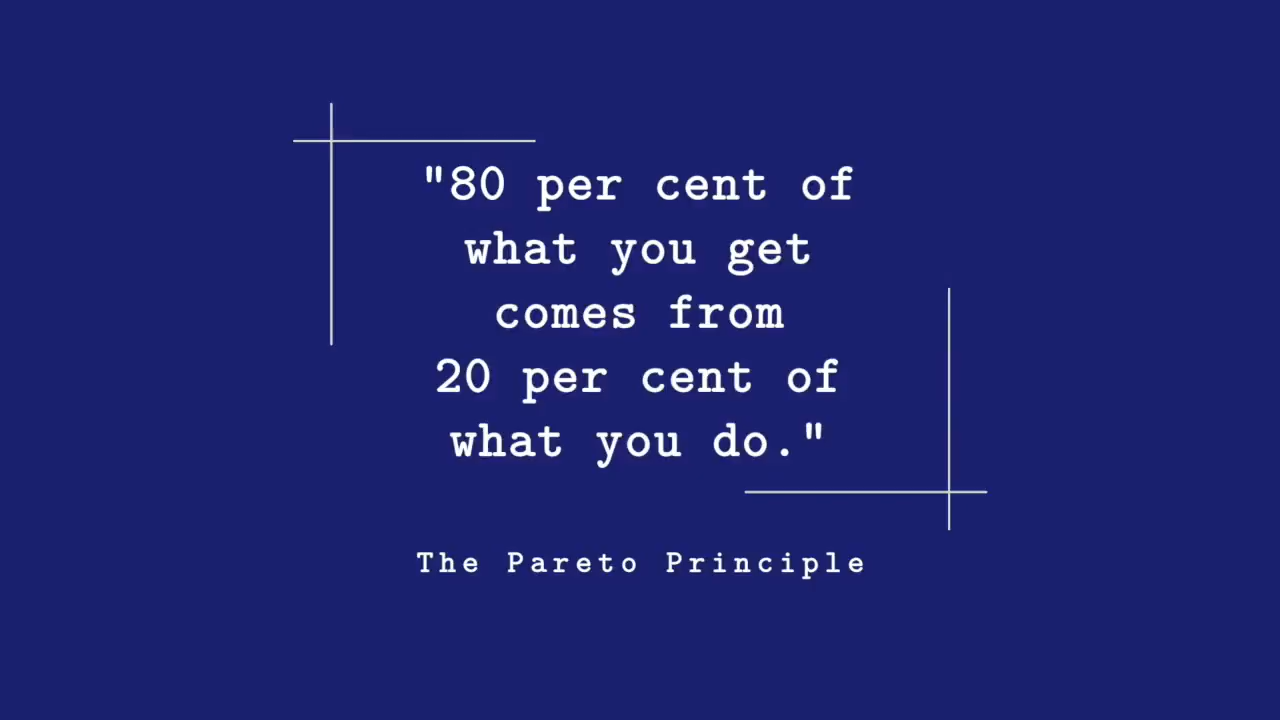 "80 per cent of
what you get
comes from
20 per cent of
what you do."
The Pareto Principle